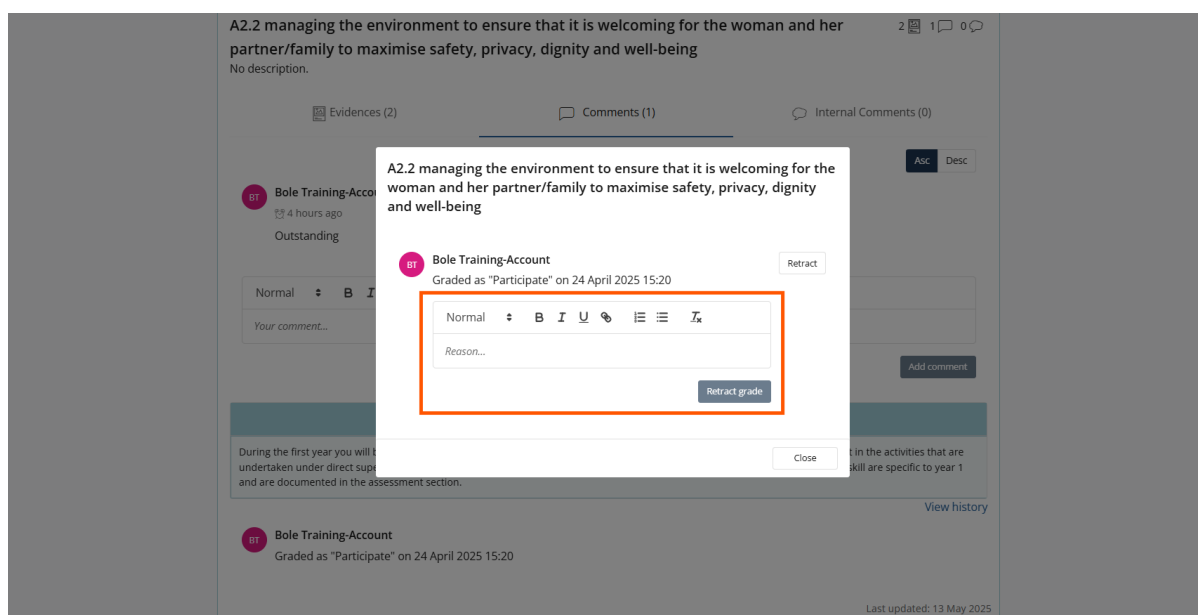 A2.2 managing the environment to ensure that it is welcoming for the woman and her
partner/family to maximise safety, privacy, dignity and well-being
2 1 0
No description.
Evidences (2)
Comments (1)
Internal Comments (0)
Asc Desc
BT
Bole Training-Accou
4 hours ago
Outstanding
Normal B I
Your comment...
Add comment
A2.2 managing the environment to ensure that it is welcoming for the
woman and her partner/family to maximise safety, privacy, dignity
and well-being
BT
Bole Training-Account
Graded as "Participate" on 24 April 2025 15:20
Retract
Normal B I U Tx
Reason...
Retract grade
Close
During the first year you will
t in the activities that are
undertaken under direct supe
skill are specific to year 1
and are documented in the assessment section.
View history
BT
Bole Training-Account
Graded as "Participate" on 24 April 2025 15:20
Last updated: 13 May 2025